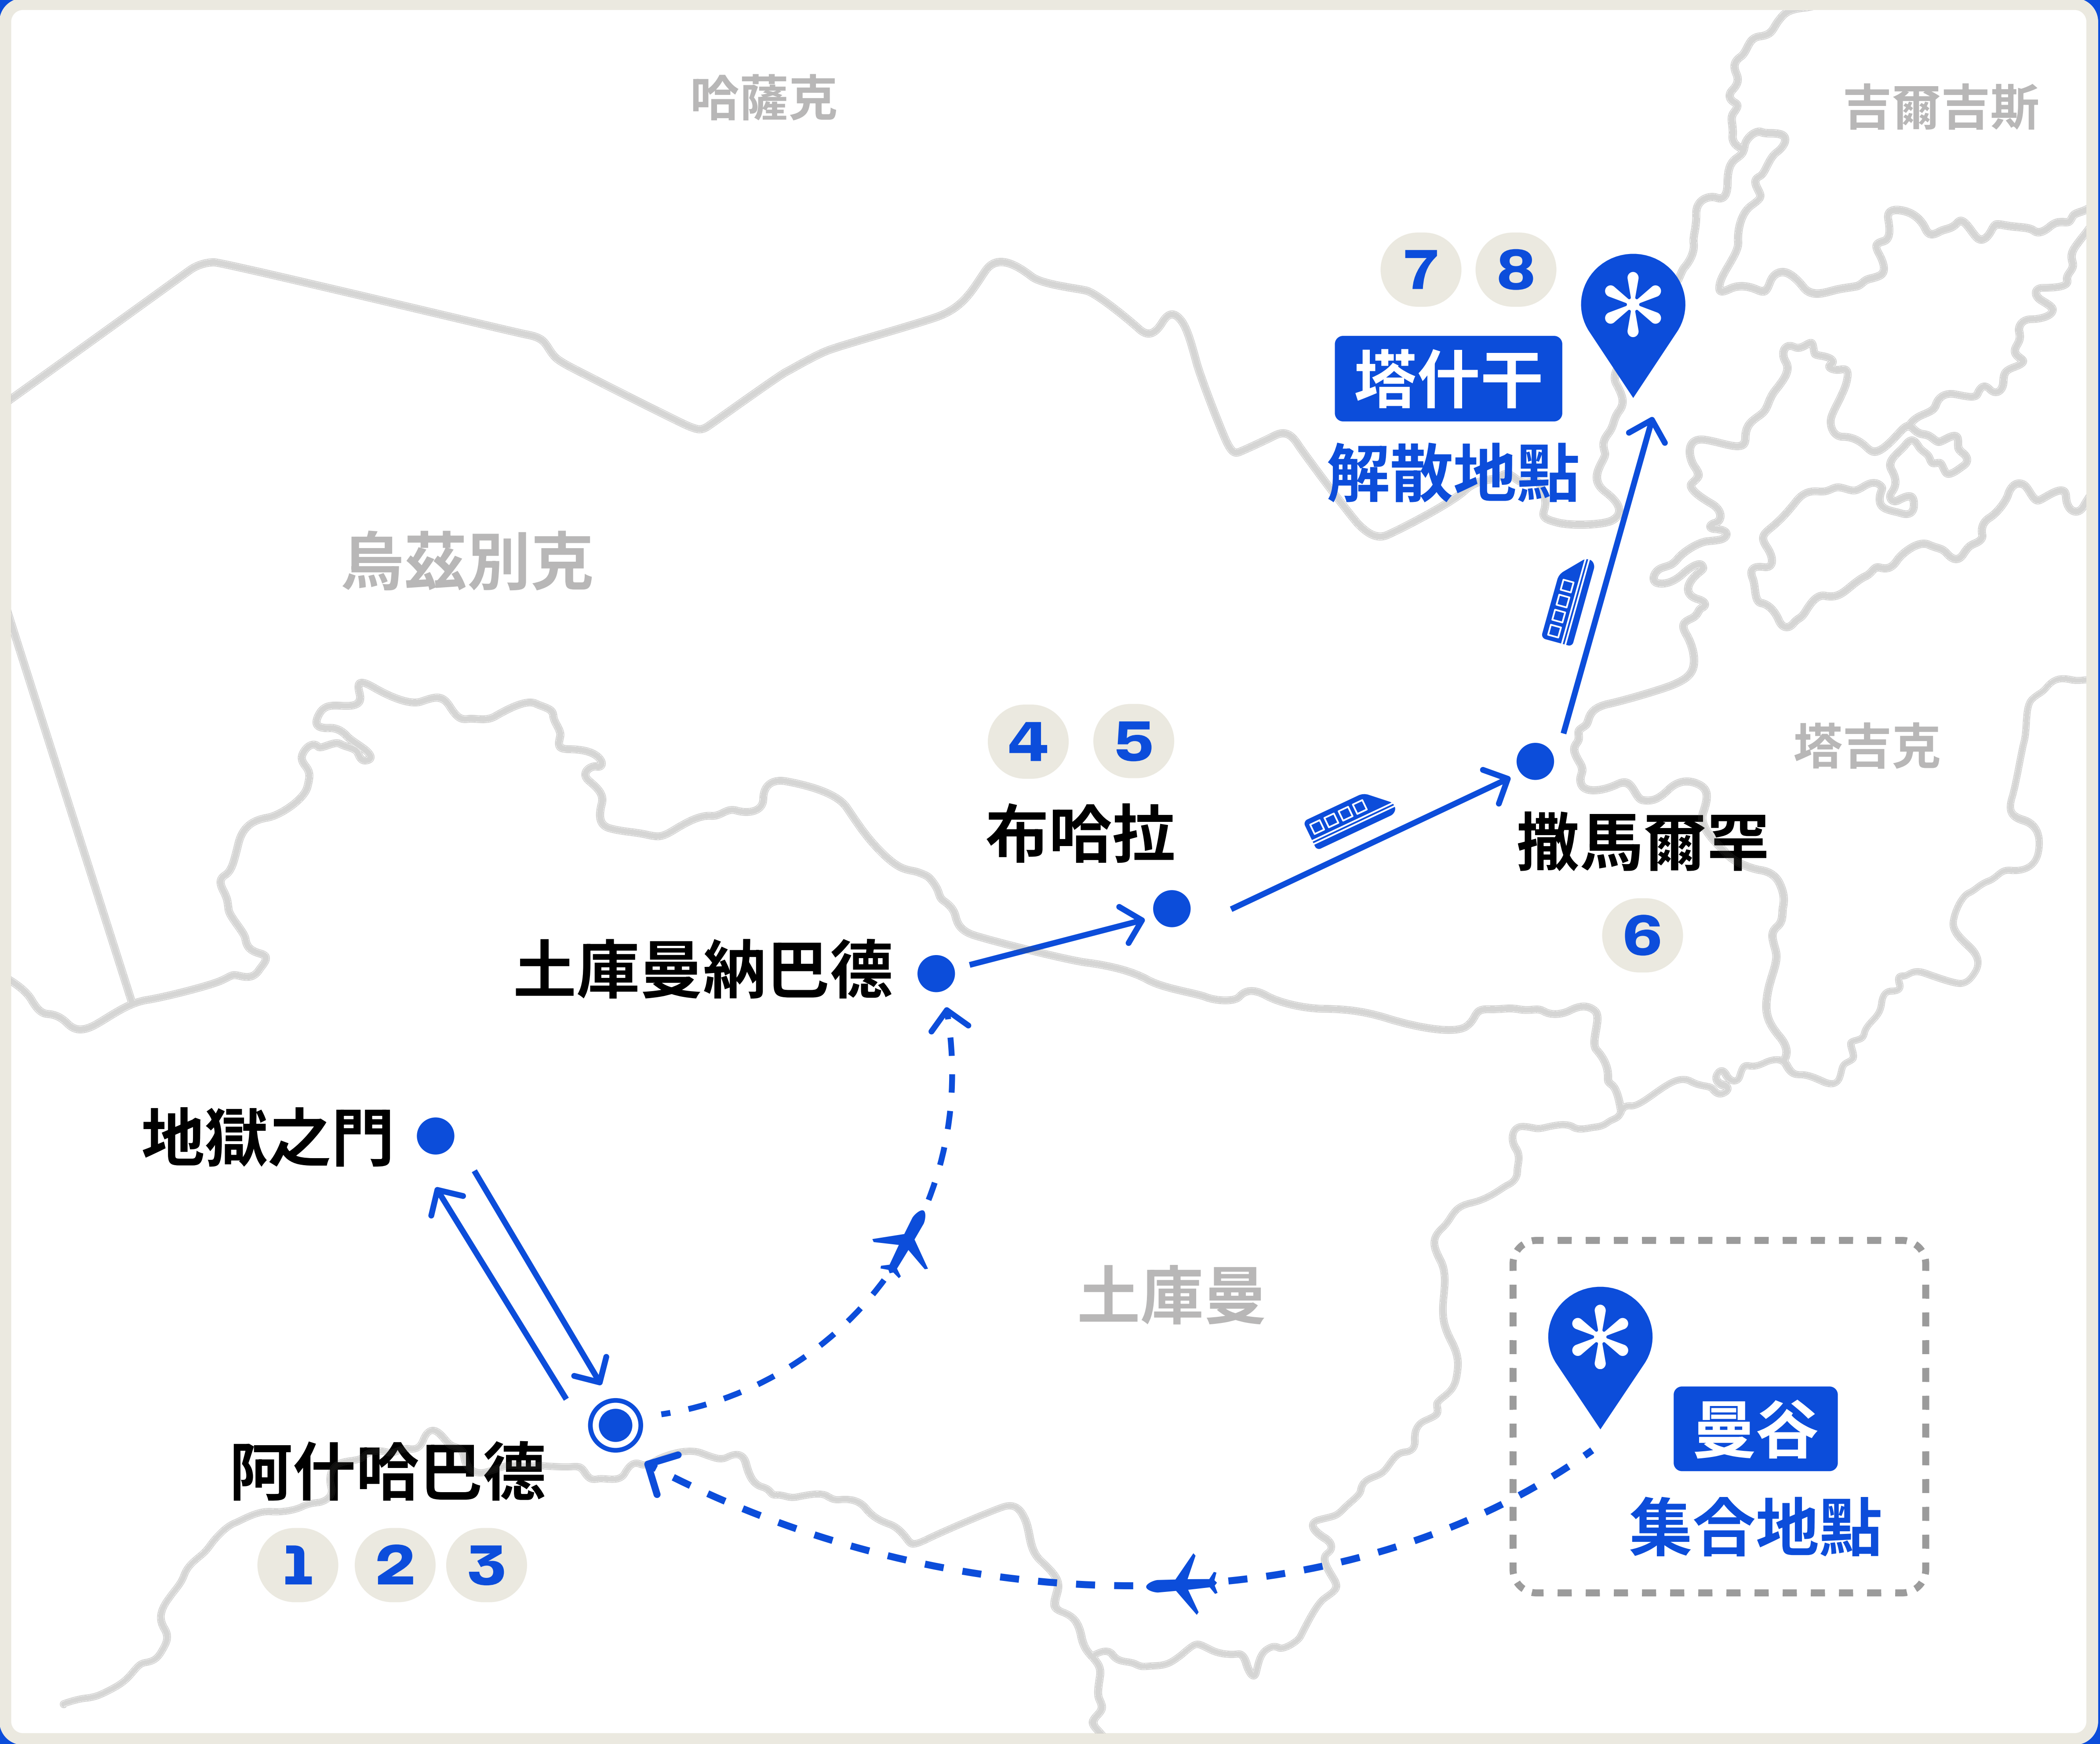 哈薩克
吉爾吉斯
7 8
塔什干
解散地點
烏茲別克
4 5
布哈拉
塔吉克
撒馬爾罕
6
土庫曼納巴德
地獄之門
土庫曼
阿什哈巴德
1 2 3
曼谷
集合地點